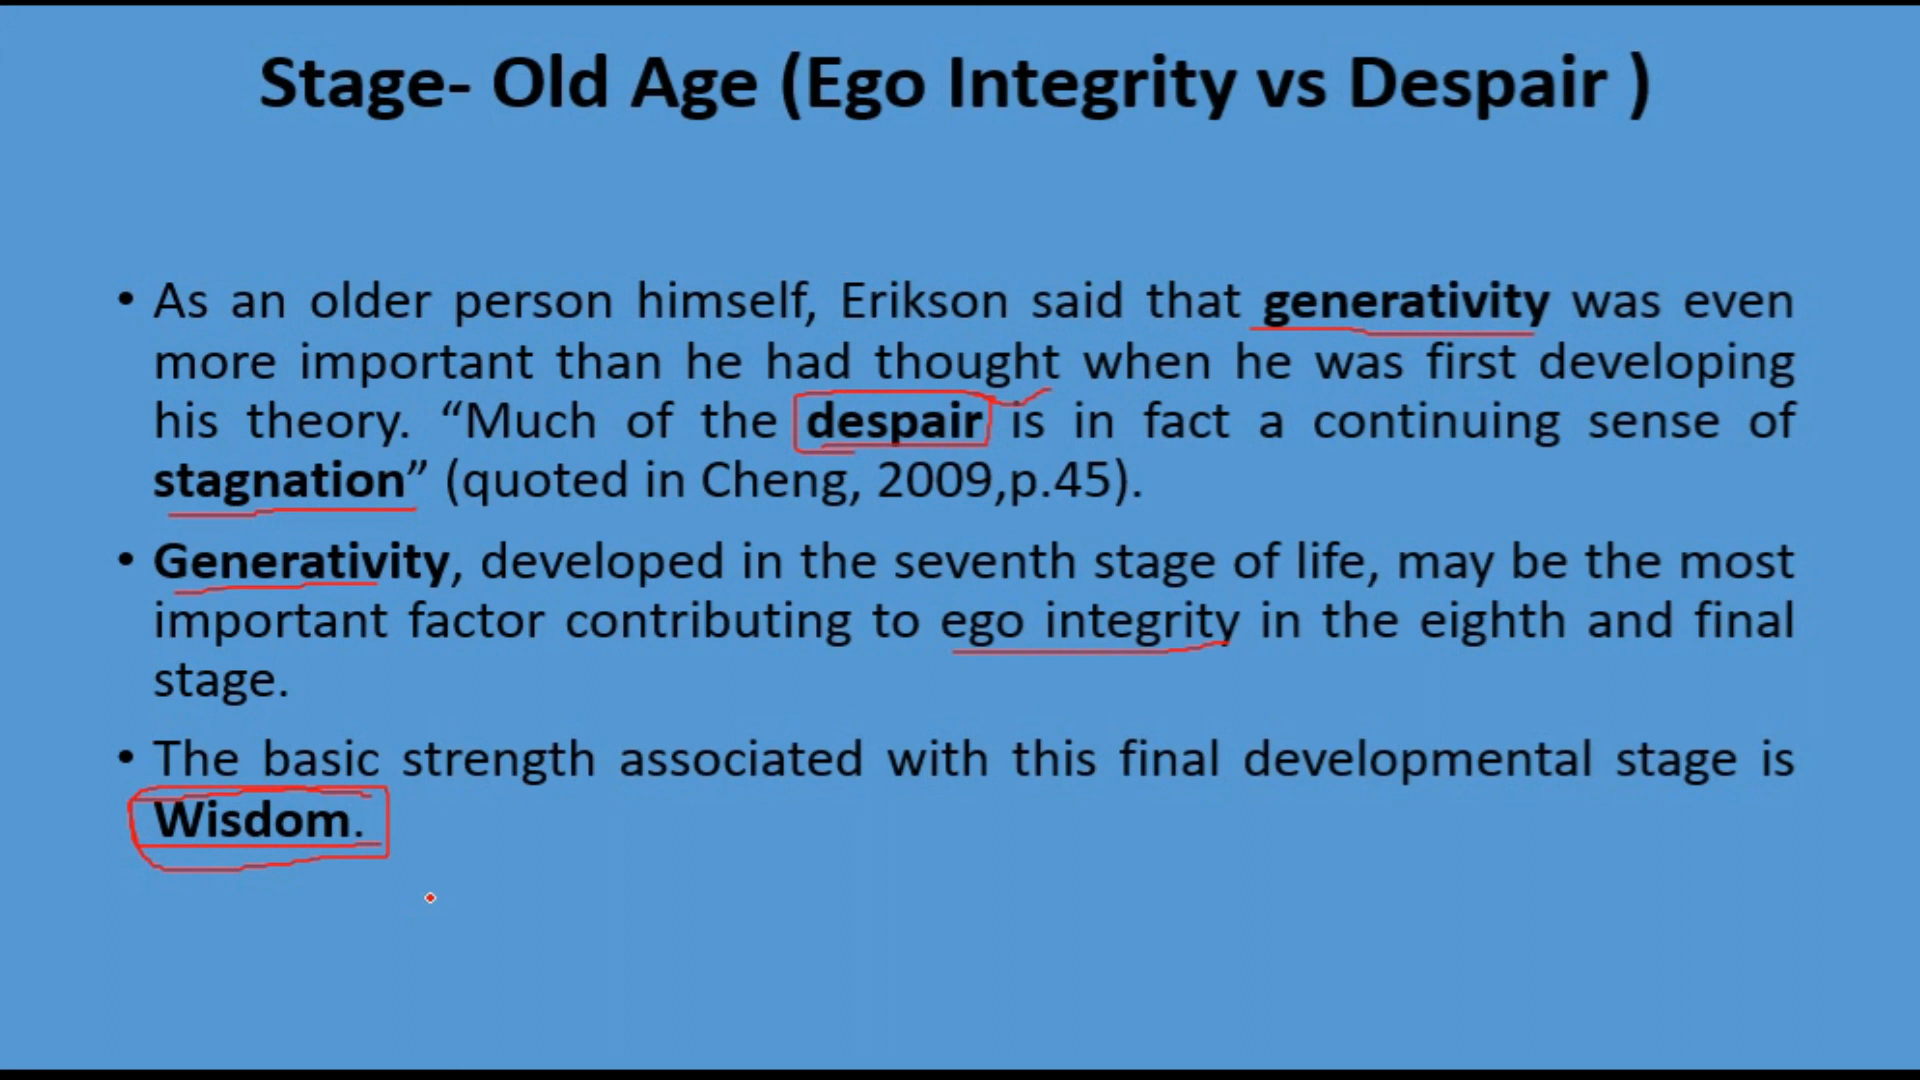 Stage- Old Age (Ego Integrity vs Despair )
• As an older person himself, Erikson said that generativity was even
more important than he had thought when he was first developing
his theory. “Much of the despair is in fact a continuing sense of
stagnation” (quoted in Cheng, 2009,p.45).
• Generativity, developed in the seventh stage of life, may be the most
important factor contributing to ego integrity in the eighth and final
stage.
• The basic strength associated with this final developmental stage is
Wisdom.